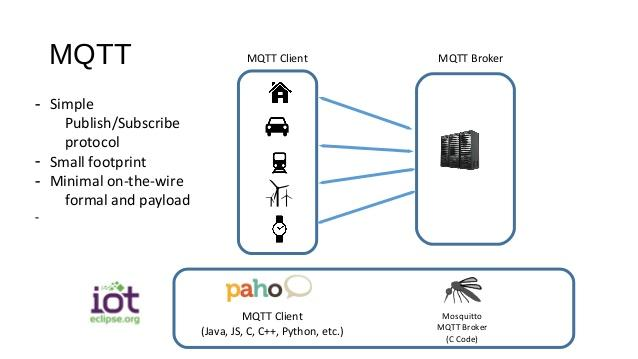 MQTT
- Simple
Publish/Subscribe
protocol
- Small footprint
- Minimal on-the-wire
formal and payload
-
MQTT Client
MQTT Broker
iot
eclipse.org
paho
MQTT Client
(Java, JS, C, C++, Python, etc.)
Mosquitto
MQTT Broker
(C Code)